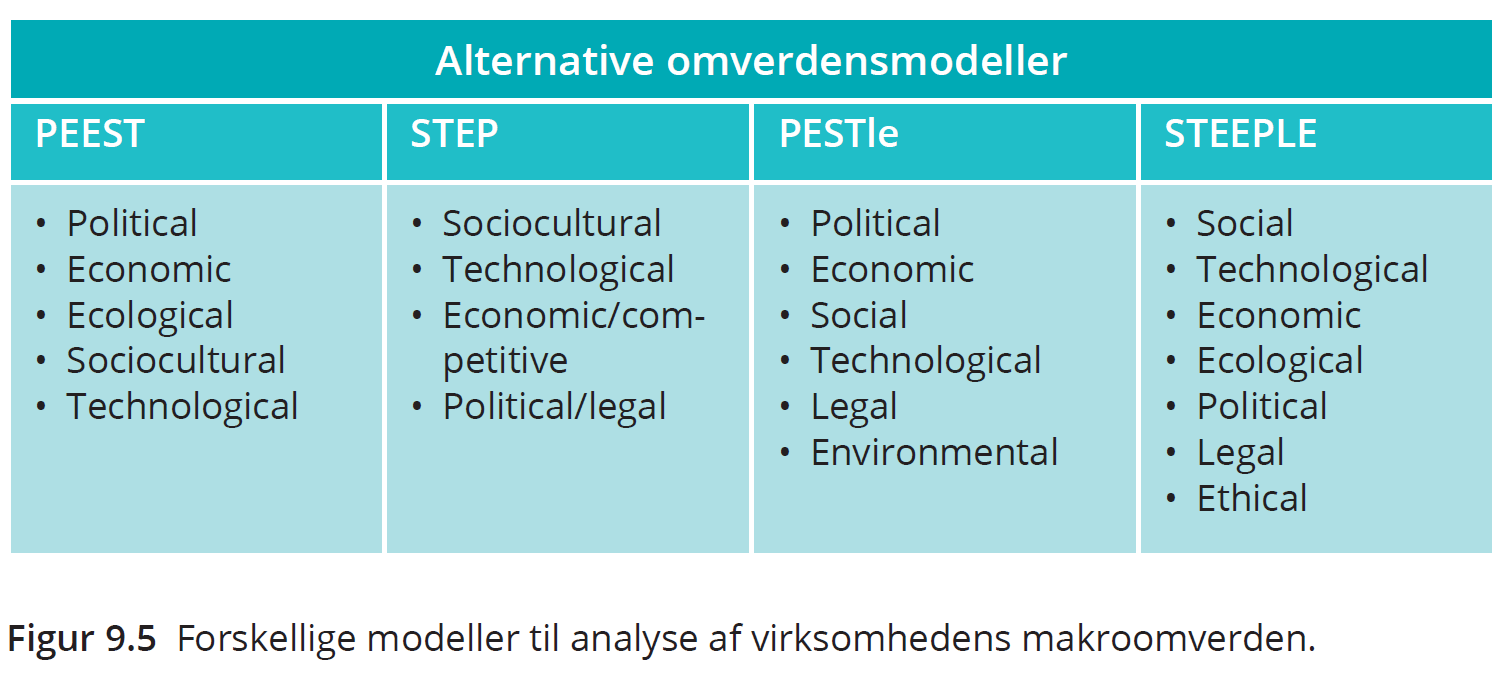 Alternative omverdensmodeller
PEEST
• Political
• Economic
• Ecological
• Sociocultural
• Technological
STEP
• Sociocultural
• Technological
• Economic/com-
petitive
• Political/legal
PESTle
• Political
• Economic
• Social
• Technological
• Legal
• Environmental
STEEPLE
• Social
• Technological
• Economic
• Ecological
• Political
• Legal
• Ethical
Figur 9.5 Forskellige modeller til analyse af virksomhedens makroomverden.